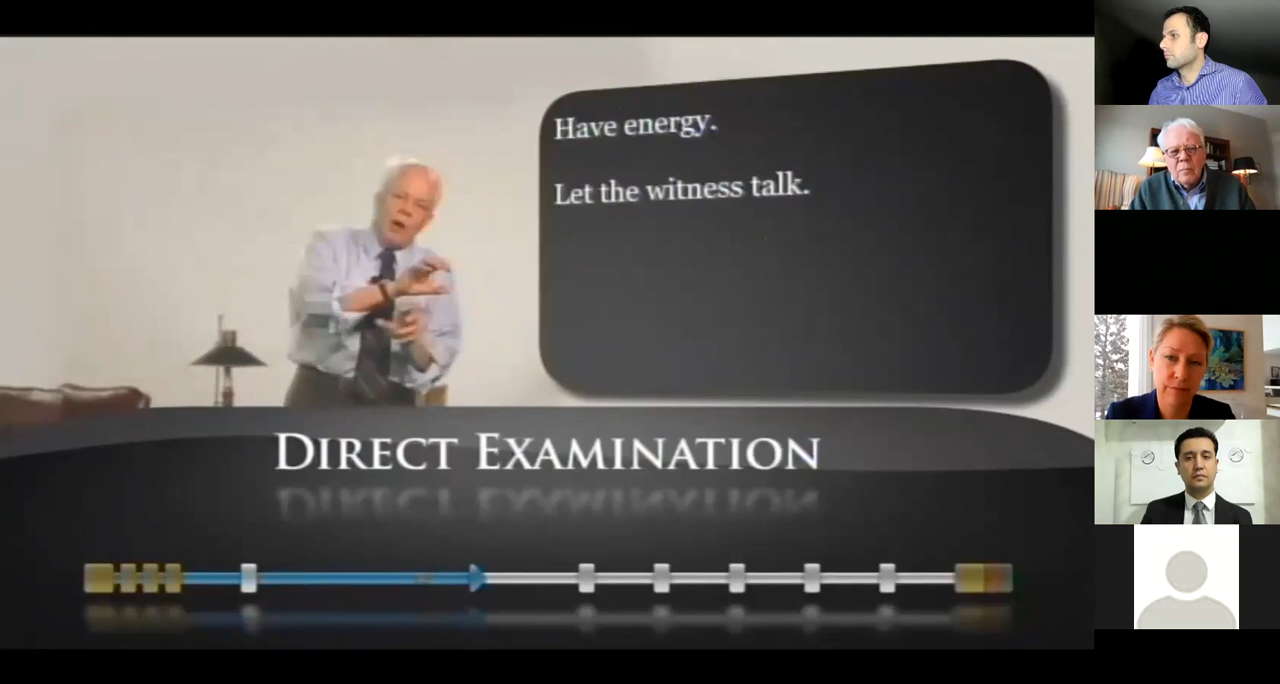 Have energy.
Let the witness talk.
DIRECT EXAMINATION